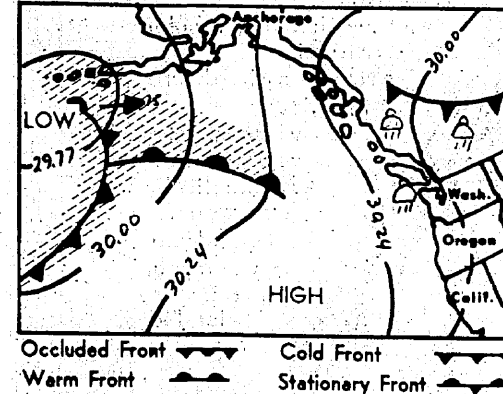 Anchorage
30.00
LOW
25
29.77
Wash.
30.00
30.24
30.24
Oregon
HIGH
Calif.
Occluded Front
Cold Front
Warm Front
Stationary Front